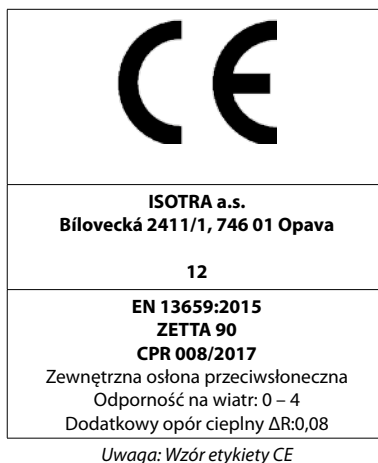 CE
ISOTRA a.s.
Bílovecká 2411/1, 746 01 Opava
12
EN 13659:2015
ZETTA 90
CPR 008/2017
Zewnętrzna osłona przeciwsłoneczna
Odporność na wiatr: 0 – 4
Dodatkowy opór cieplny ΔR:0,08
Uwaga: Wzór etykiety CE